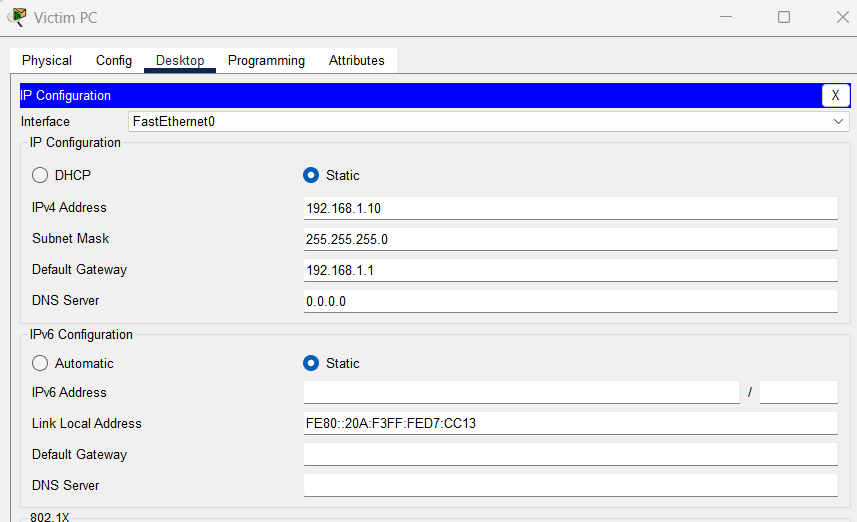 Victim PC
Physical Config Desktop Programming Attributes
IP Configuration X
Interface FastEthernet0
IP Configuration
DHCP Static
IPv4 Address 192.168.1.10
Subnet Mask 255.255.255.0
Default Gateway 192.168.1.1
DNS Server 0.0.0.0
IPv6 Configuration
Automatic Static
IPv6 Address /
Link Local Address FE80::20A:F3FF:FED7:CC13
Default Gateway
DNS Server
802.1X